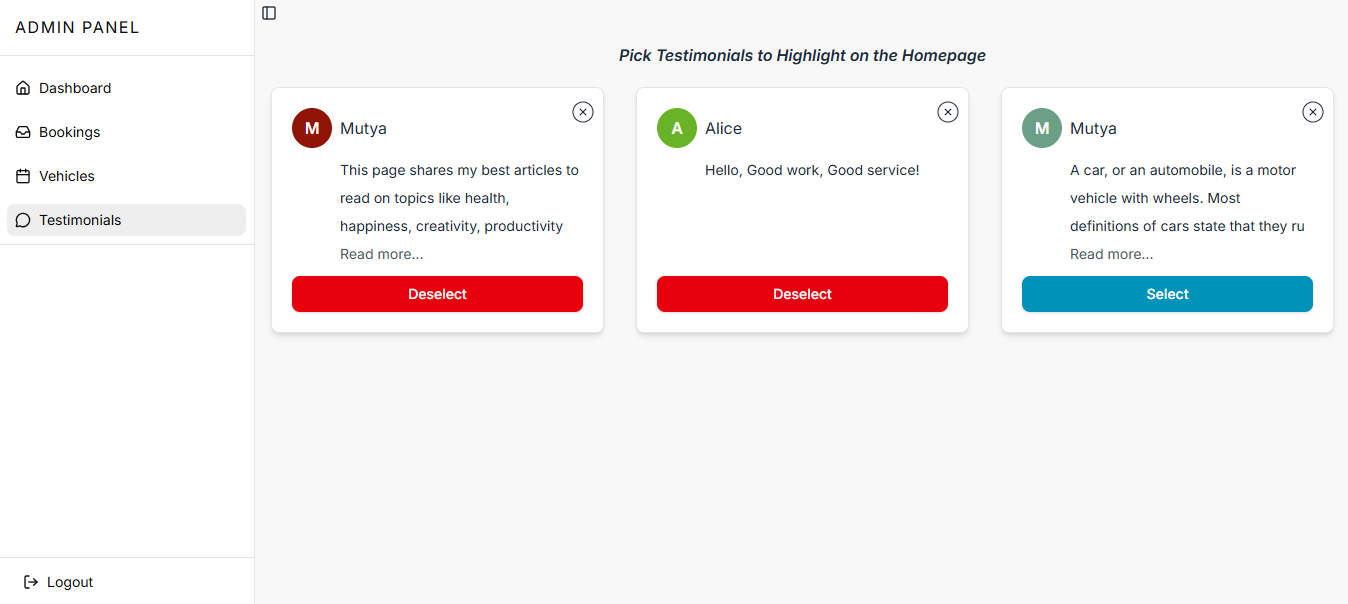 ADMIN PANEL
Dashboard
Bookings
Vehicles
Testimonials
Logout
Pick Testimonials to Highlight on the Homepage
M Mutya
This page shares my best articles to
read on topics like health,
happiness, creativity, productivity
Read more...
Deselect
A Alice
Hello, Good work, Good service!
Deselect
M Mutya
A car, or an automobile, is a motor
vehicle with wheels. Most
definitions of cars state that they ru
Read more...
Select